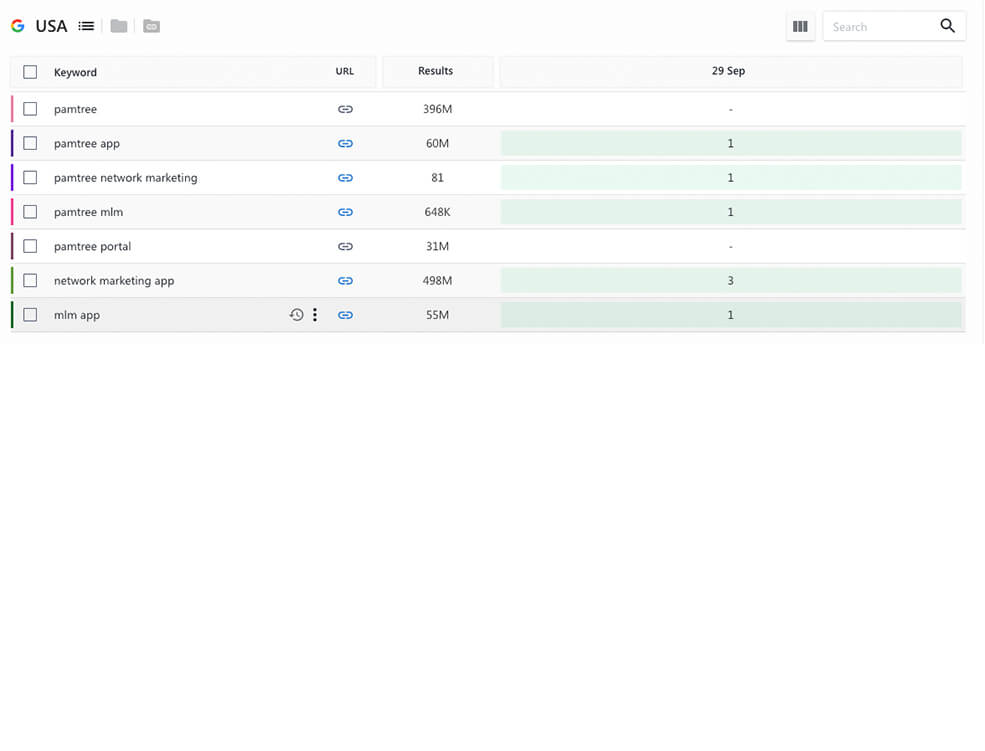 USA
Search
Keyword URL Results 29 Sep
pamtree 396M -
pamtree app 60M 1
pamtree network marketing 81 1
pamtree mlm 648K 1
pamtree portal 31M -
network marketing app 498M 3
mlm app 55M 1